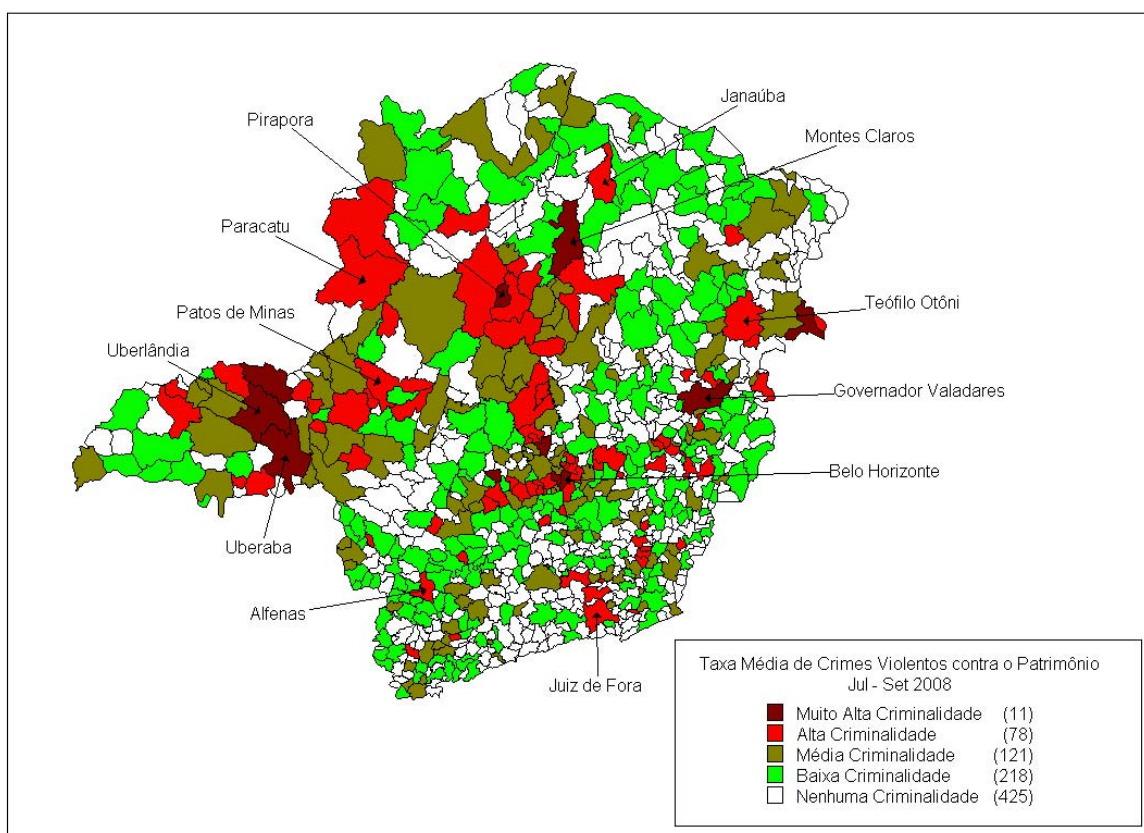 Janaúba
Pirapora
Montes Claros
Paracatu
Teófilo Otôni
Patos de Minas
Uberlândia
Governador Valadares
Belo Horizonte
Uberaba
Alfenas
Juiz de Fora
Taxa Média de Crimes Violentos contra o Patrimônio
Jul - Set 2008
Muito Alta Criminalidade (11)
Alta Criminalidade (78)
Média Criminalidade (121)
Baixa Criminalidade (218)
Nenhuma Criminalidade (425)